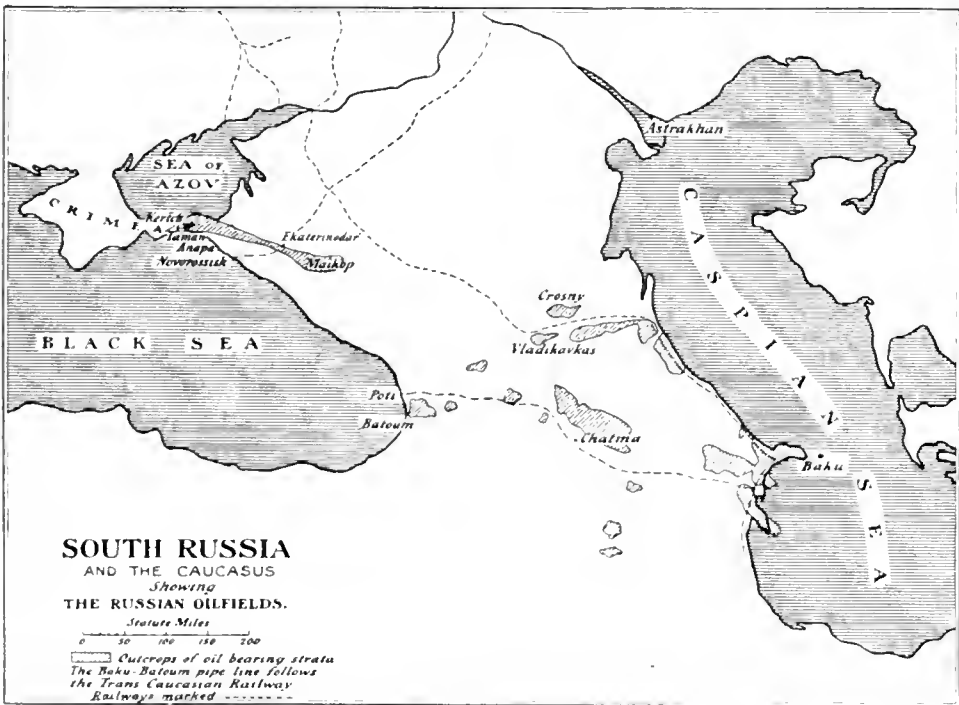 Astrakhan
SEA OF
AZOV
CRIMEA
Kerich
Taman
Anapa
Novorossisk
Ekaterinodar
Maikop
CASPIAN SEA
Crosny
Vladikavkas
BLACK SEA
Poti
Batoum
Chatma
Baku
SOUTH RUSSIA
AND THE CAUCASUS
Showing
THE RUSSIAN OILFIELDS.
Statute Miles
0 50 100 150 200
Outcrops of oil bearing strata
The Baku-Batoum pipe line follows
the Trans Caucasian Railway
Railways marked